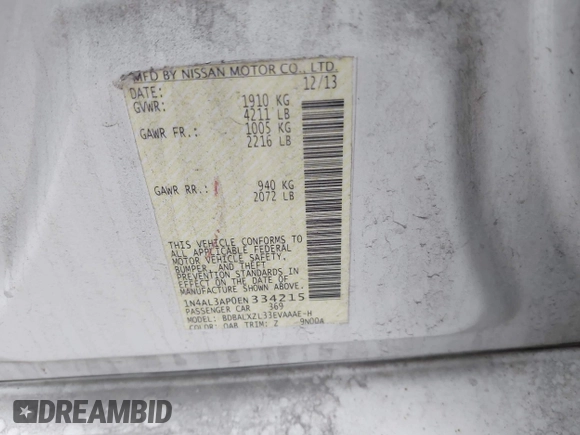 MFD BY NISSAN MOTOR CO., LTD.
DATE: 12/13
GVWR: 1910 KG
4211 LB
GAWR FR.: 1005 KG
2216 LB
GAWR RR.: 940 KG
2072 LB
THIS VEHICLE CONFORMS TO
ALL APPLICABLE FEDERAL
MOTOR VEHICLE SAFETY,
BUMPER, AND THEFT
PREVENTION STANDARDS IN
EFFECT ON THE DATE OF
MANUFACTURE SHOWN ABOVE.
1N4AL3AP0EN334215
PASSENGER CAR 369
MODEL: BDBALXZL33EVAAAE-H
COLOR: QAB TRIM: Z -9N0DA
DREAMBID